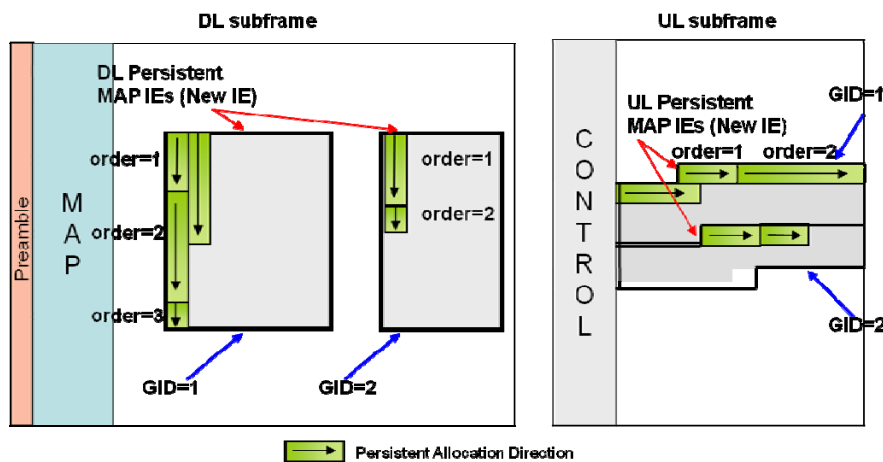 DL subframe
Preamble
MAP
DL Persistent
MAP IEs (New IE)
order=1
order=2
order=3
order=1
order=2
GID=1
GID=2
UL subframe
CONTROL
UL Persistent
MAP IEs (New IE)
order=1
order=2
GID=1
GID=2
Persistent Allocation Direction